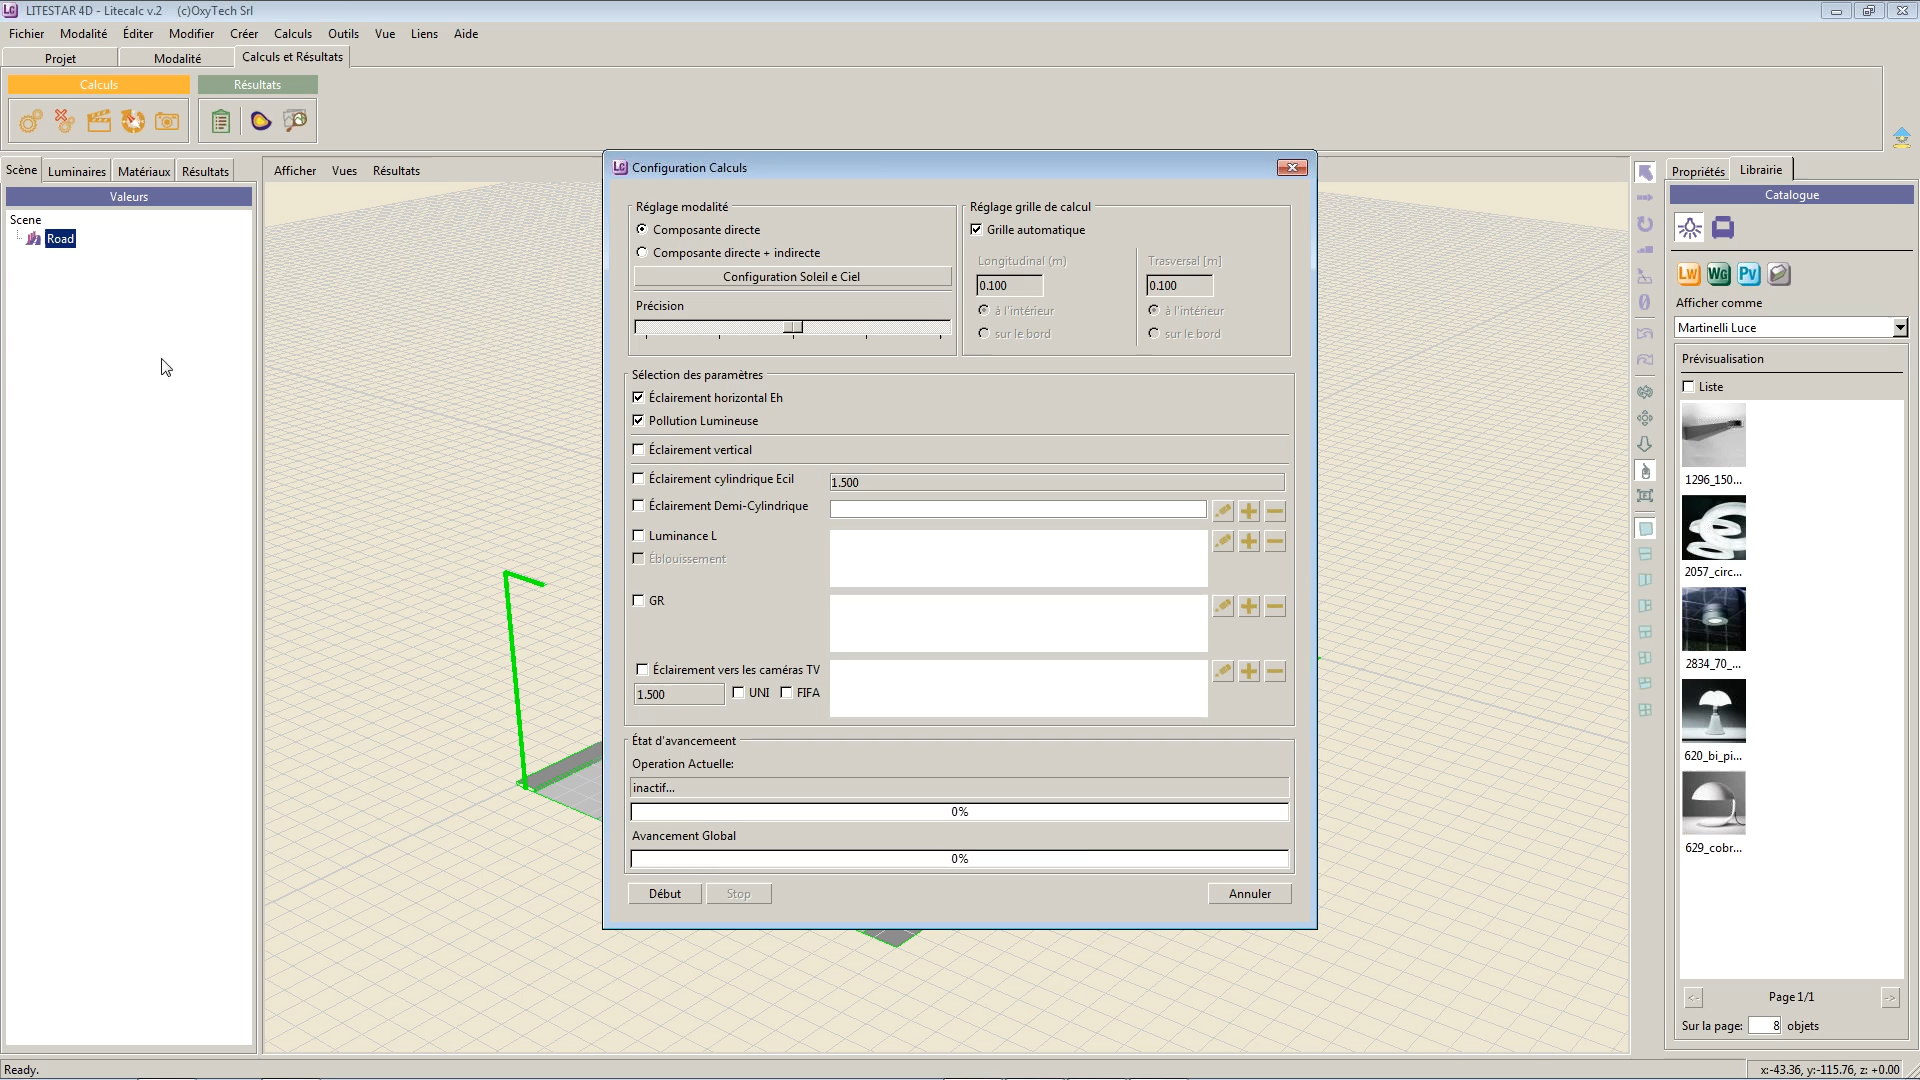 LITESTAR 4D - Litecalc v.2 (c)OxyTech Srl
Fichier Modalité Éditer Modifier Créer Calculs Outils Vue Liens Aide
Projet Modalité Calculs et Résultats
Calculs Résultats
Scène Luminaires Matériaux Résultats
Valeurs
Scene
Road
Afficher Vues Résultats
Configuration Calculs
Réglage modalité
Composante directe
Composante directe + indirecte
Configuration Soleil e Ciel
Précision
Réglage grille de calcul
Grille automatique
Longitudinal (m) Trasversal [m]
0.100 0.100
à l'intérieur à l'intérieur
sur le bord sur le bord
Sélection des paramètres
Éclairement horizontal Eh
Pollution Lumineuse
Éclairement vertical
Éclairement cylindrique Ecil 1.500
Éclairement Demi-Cylindrique
Luminance L
Éblouissement
GR
Éclairement vers les caméras TV
1.500 UNI FIFA
État d'avancemeent
Operation Actuelle:
inactif...
0%
Avancement Global
0%
Début Stop Annuler
Propriétés Librairie
Catalogue
Lw Wg Pv
Afficher comme
Martinelli Luce
Prévisualisation
Liste
1296_150...
2057_circ...
2834_70_...
620_bi_pi...
629_cobr...
<- Page 1/1 ->
Sur la page: 8 objets
Ready. x:-43.36, y:-115.76, z: +0.00